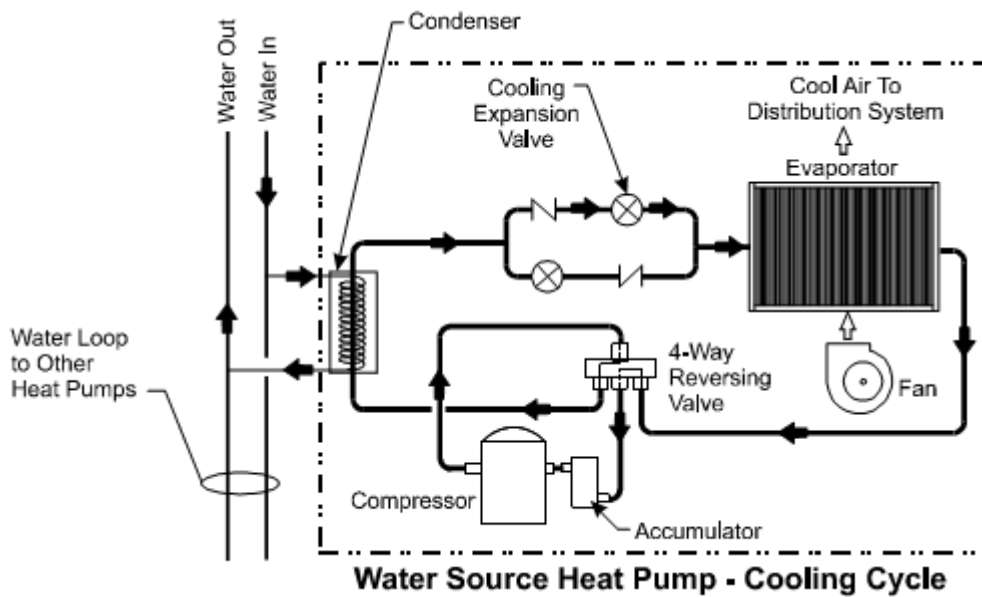 Water Out
Water In
Condenser
Cooling
Expansion
Valve
Cool Air To
Distribution System
Evaporator
Water Loop
to Other
Heat Pumps
4-Way
Reversing
Valve
Fan
Compressor
Accumulator
Water Source Heat Pump - Cooling Cycle